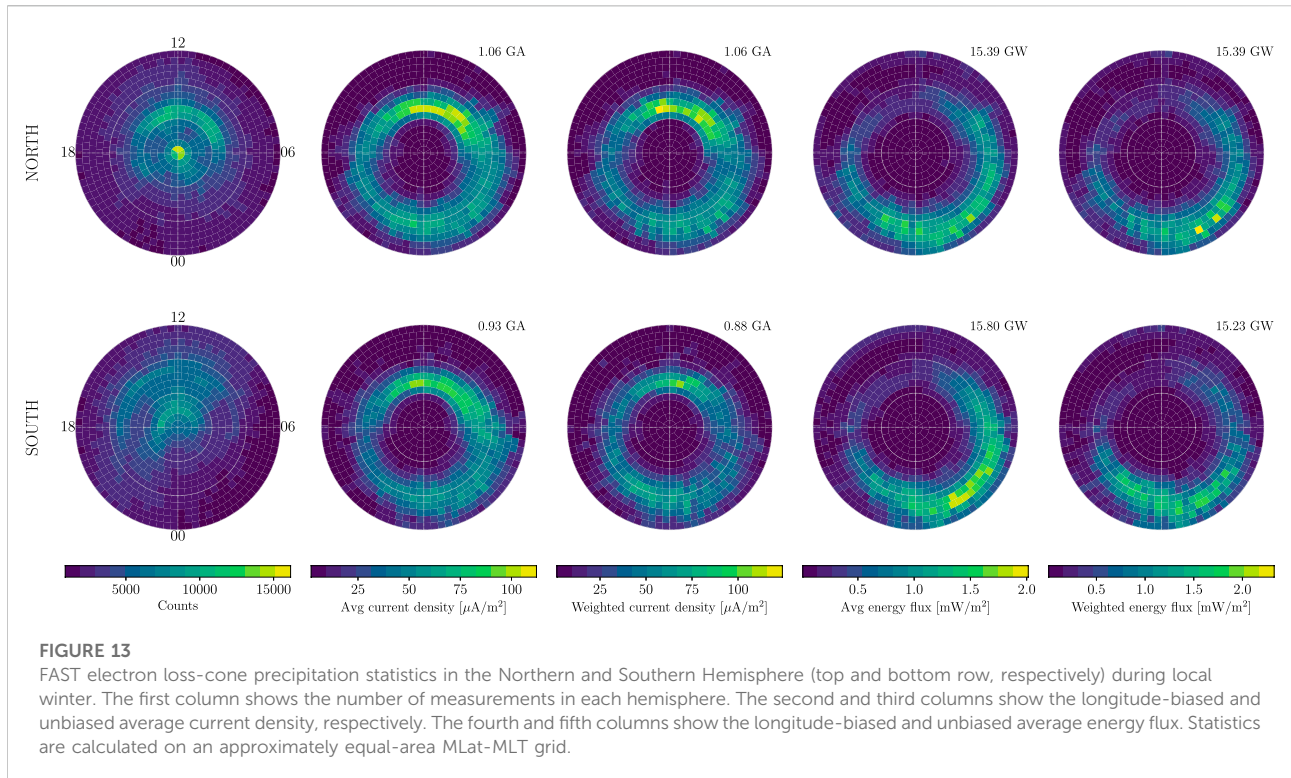 12
1.06 GA
1.06 GA
15.39 GW
15.39 GW
NORTH
18
06
00
12
0.93 GA
0.88 GA
15.80 GW
15.23 GW
SOUTH
18
06
00
5000 10000 15000
Counts
25 50 75 100
Avg current density [μA/m²]
25 50 75 100
Weighted current density [μA/m²]
0.5 1.0 1.5 2.0
Avg energy flux [mW/m²]
0.5 1.0 1.5 2.0
Weighted energy flux [mW/m²]
FIGURE 13
FAST electron loss-cone precipitation statistics in the Northern and Southern Hemisphere (top and bottom row, respectively) during local
winter. The first column shows the number of measurements in each hemisphere. The second and third columns show the longitude-biased and
unbiased average current density, respectively. The fourth and fifth columns show the longitude-biased and unbiased average energy flux. Statistics
are calculated on an approximately equal-area MLat-MLT grid.